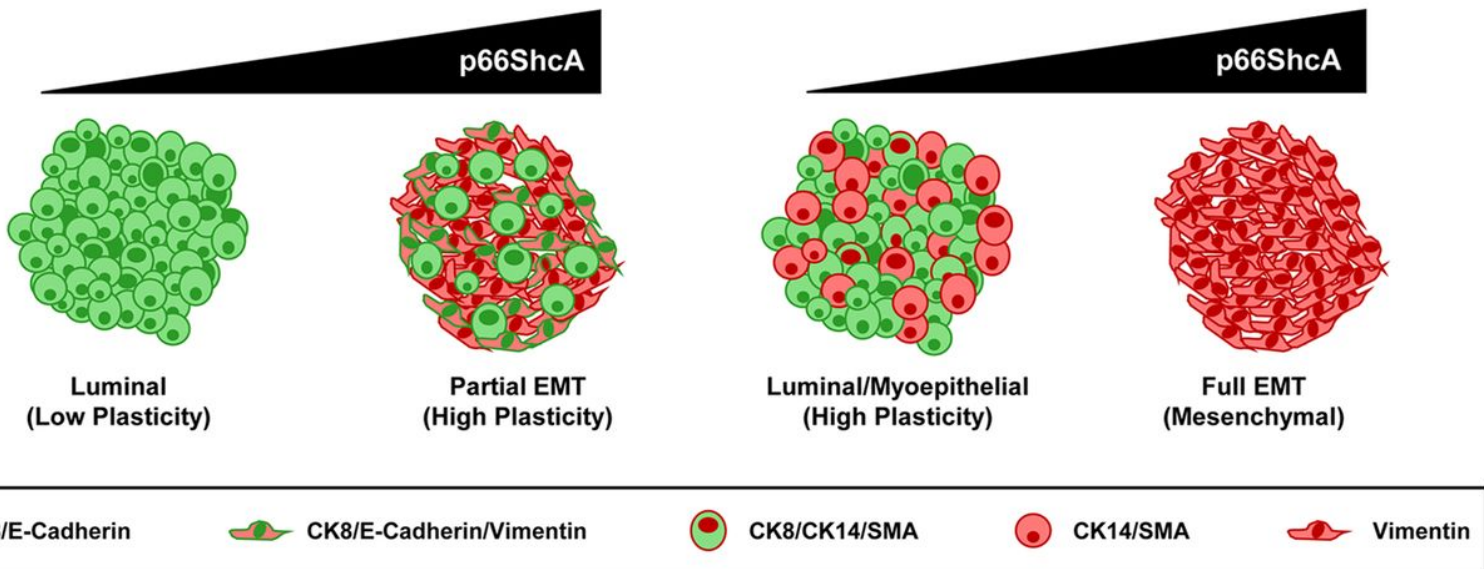 p66ShcA
p66ShcA
Luminal
(Low Plasticity)
Partial EMT
(High Plasticity)
Luminal/Myoepithelial
(High Plasticity)
Full EMT
(Mesenchymal)
/E-Cadherin
CK8/E-Cadherin/Vimentin
CK8/CK14/SMA
CK14/SMA
Vimentin